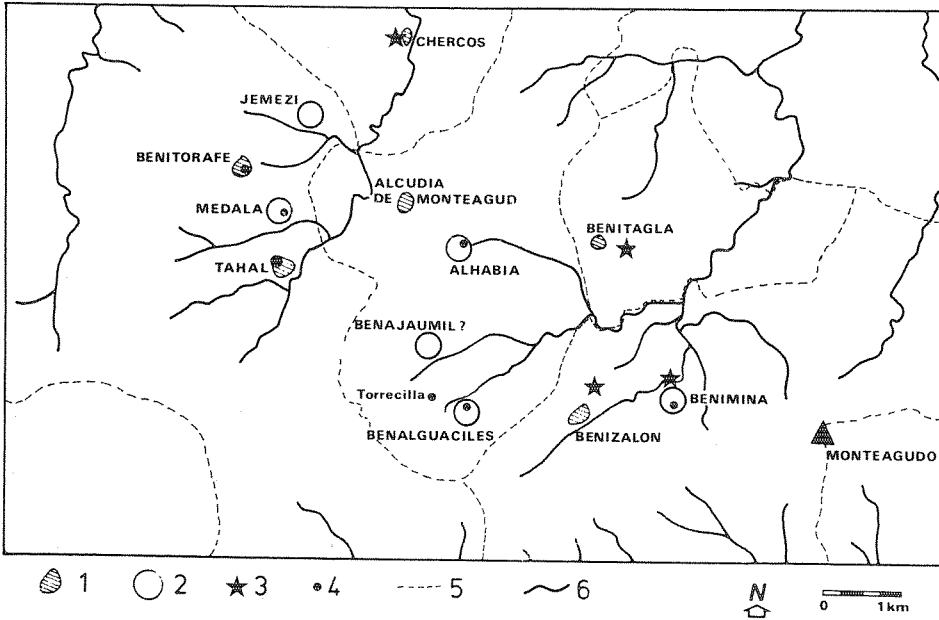 CHERCOS
JEMEZI
BENITORAFE
ALCUDIA
DE MONTEAGUD
MEDALA
BENITAGLA
TAHAL
ALHABIA
BENAJAUMIL ?
Torrecilla
BENALGUACILES
BENIMINA
BENIZALON
MONTEAGUDO
1 2 3 4 5 6
N
0 1 km